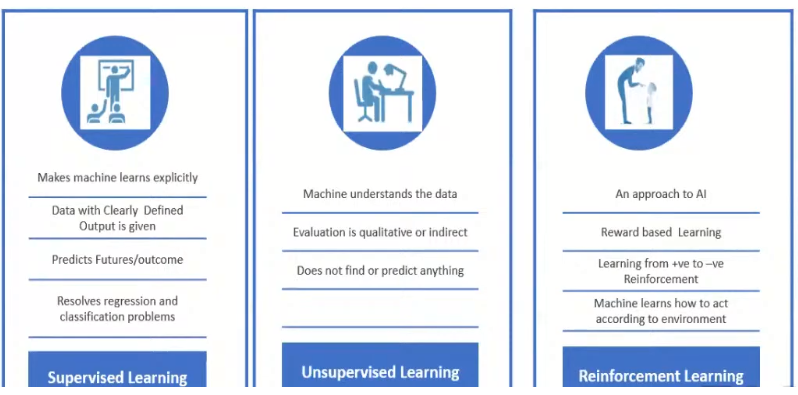 Makes machine learns explicitly
Data with Clearly Defined
Output is given
Predicts Futures/outcome
Resolves regression and
classification problems
Supervised Learning
Machine understands the data
Evaluation is qualitative or indirect
Does not find or predict anything
Unsupervised Learning
An approach to AI
Reward based Learning
Learning from +ve to –ve
Reinforcement
Machine learns how to act
according to environment
Reinforcement Learning